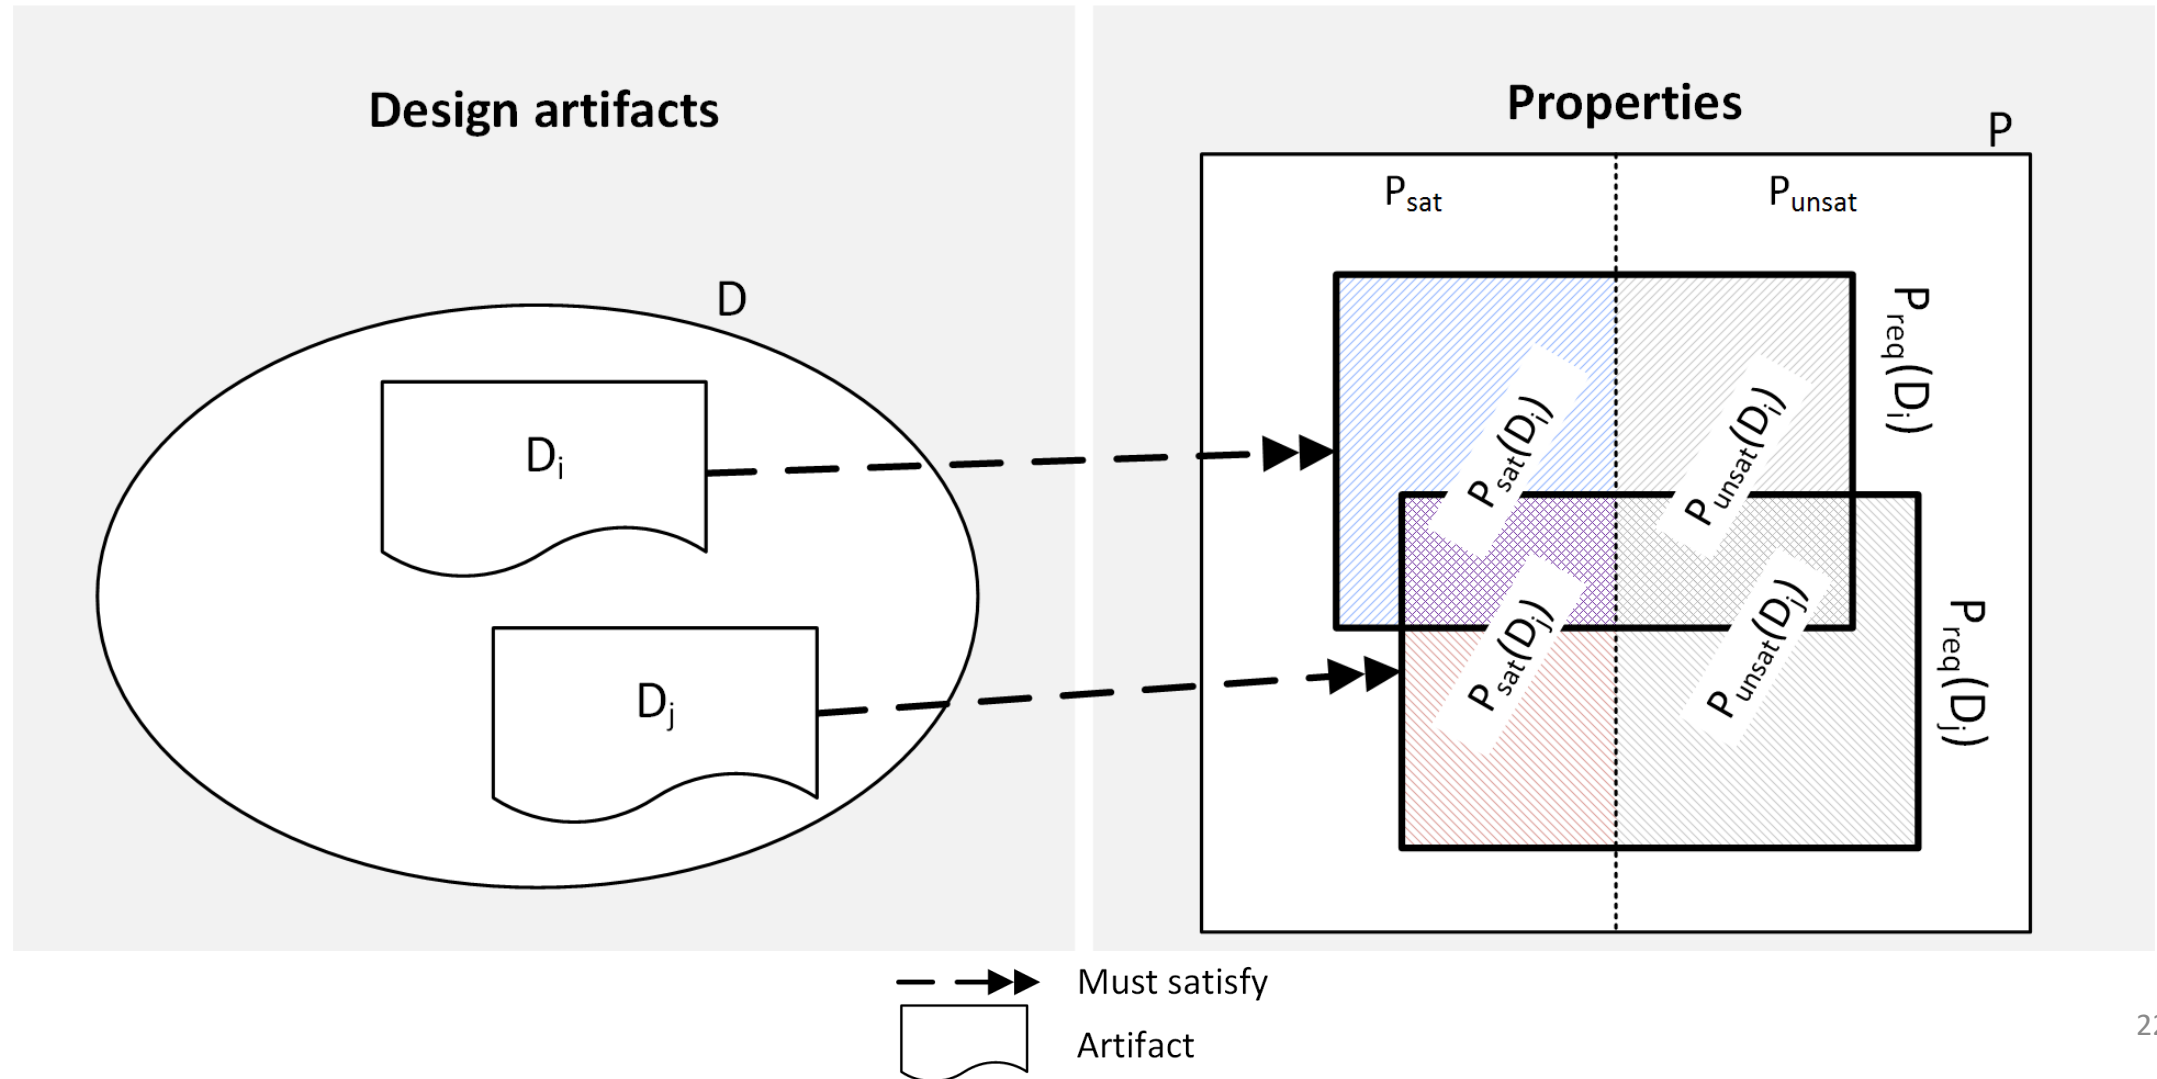 Design artifacts
D
Di
Dj
Properties
P
Psat
Punsat
Psat(Di)
Punsat(Di)
Preq(Di)
Psat(Dj)
Punsat(Dj)
Preq(Dj)
Must satisfy
Artifact
22